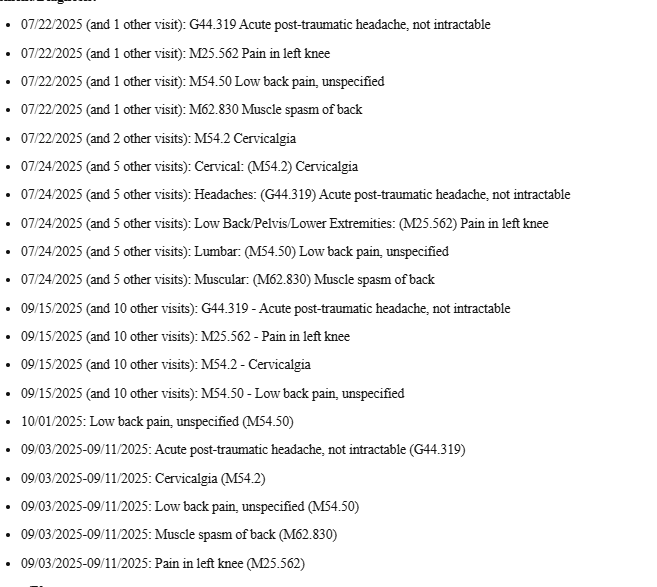 • 07/22/2025 (and 1 other visit): G44.319 Acute post-traumatic headache, not intractable
• 07/22/2025 (and 1 other visit): M25.562 Pain in left knee
• 07/22/2025 (and 1 other visit): M54.50 Low back pain, unspecified
• 07/22/2025 (and 1 other visit): M62.830 Muscle spasm of back
• 07/22/2025 (and 2 other visits): M54.2 Cervicalgia
• 07/24/2025 (and 5 other visits): Cervical: (M54.2) Cervicalgia
• 07/24/2025 (and 5 other visits): Headaches: (G44.319) Acute post-traumatic headache, not intractable
• 07/24/2025 (and 5 other visits): Low Back/Pelvis/Lower Extremities: (M25.562) Pain in left knee
• 07/24/2025 (and 5 other visits): Lumbar: (M54.50) Low back pain, unspecified
• 07/24/2025 (and 5 other visits): Muscular: (M62.830) Muscle spasm of back
• 09/15/2025 (and 10 other visits): G44.319 - Acute post-traumatic headache, not intractable
• 09/15/2025 (and 10 other visits): M25.562 - Pain in left knee
• 09/15/2025 (and 10 other visits): M54.2 - Cervicalgia
• 09/15/2025 (and 10 other visits): M54.50 - Low back pain, unspecified
• 10/01/2025: Low back pain, unspecified (M54.50)
• 09/03/2025-09/11/2025: Acute post-traumatic headache, not intractable (G44.319)
• 09/03/2025-09/11/2025: Cervicalgia (M54.2)
• 09/03/2025-09/11/2025: Low back pain, unspecified (M54.50)
• 09/03/2025-09/11/2025: Muscle spasm of back (M62.830)
• 09/03/2025-09/11/2025: Pain in left knee (M25.562)